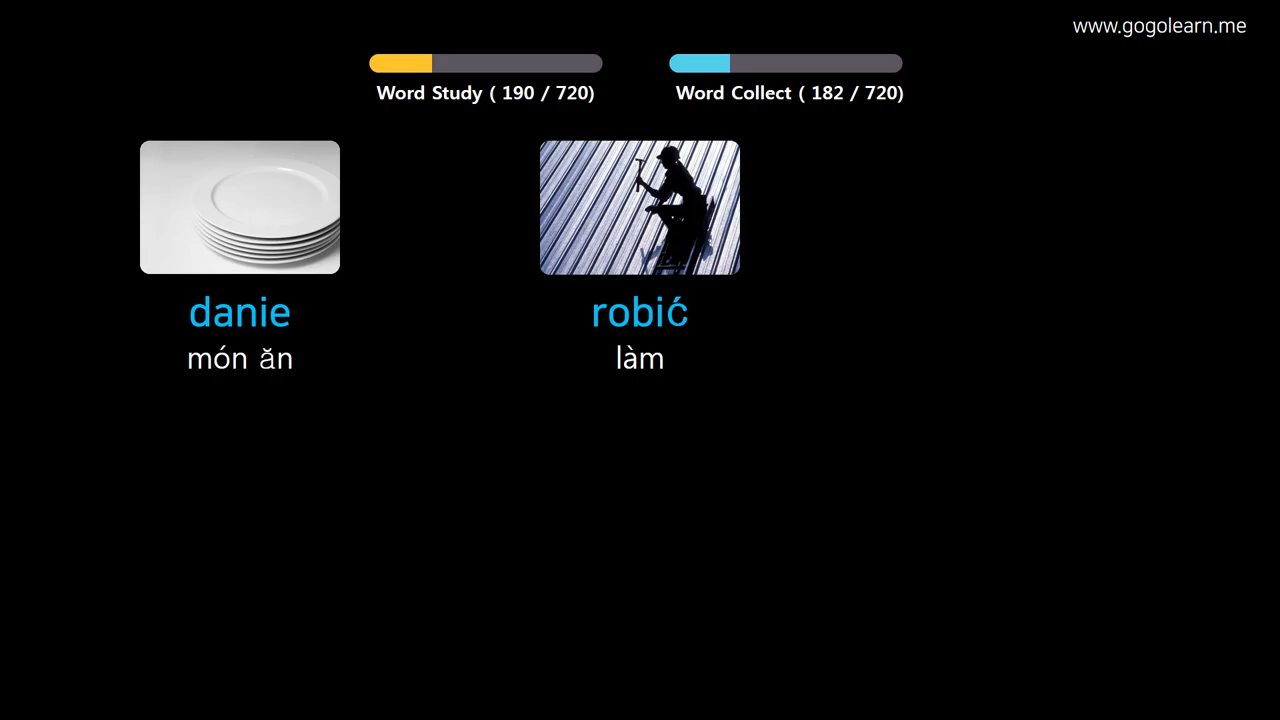 www.gogolearn.me
Word Study ( 190 / 720)
Word Collect ( 182 / 720)
danie
robić
món ăn
làm